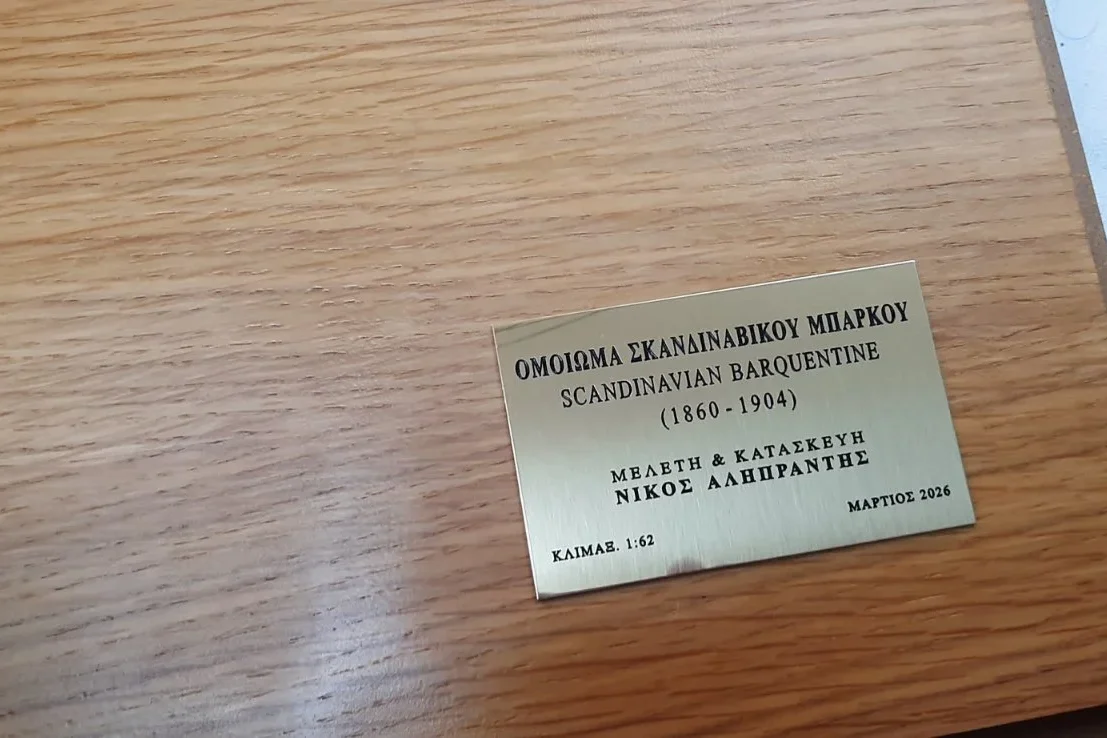 ΟΜΟΙΩΜΑ ΣΚΑΝΔΙΝΑΒΙΚΟΥ ΜΠΑΡΚΟΥ
SCANDINAVIAN BARQUENTINE
(1860 - 1904)
ΜΕΛΕΤΗ & ΚΑΤΑΣΚΕΥΗ
ΝΙΚΟΣ ΑΛΗΠΡΑΝΤΗΣ
ΜΑΡΤΙΟΣ 2026
ΚΛΙΜΑΞ. 1:62